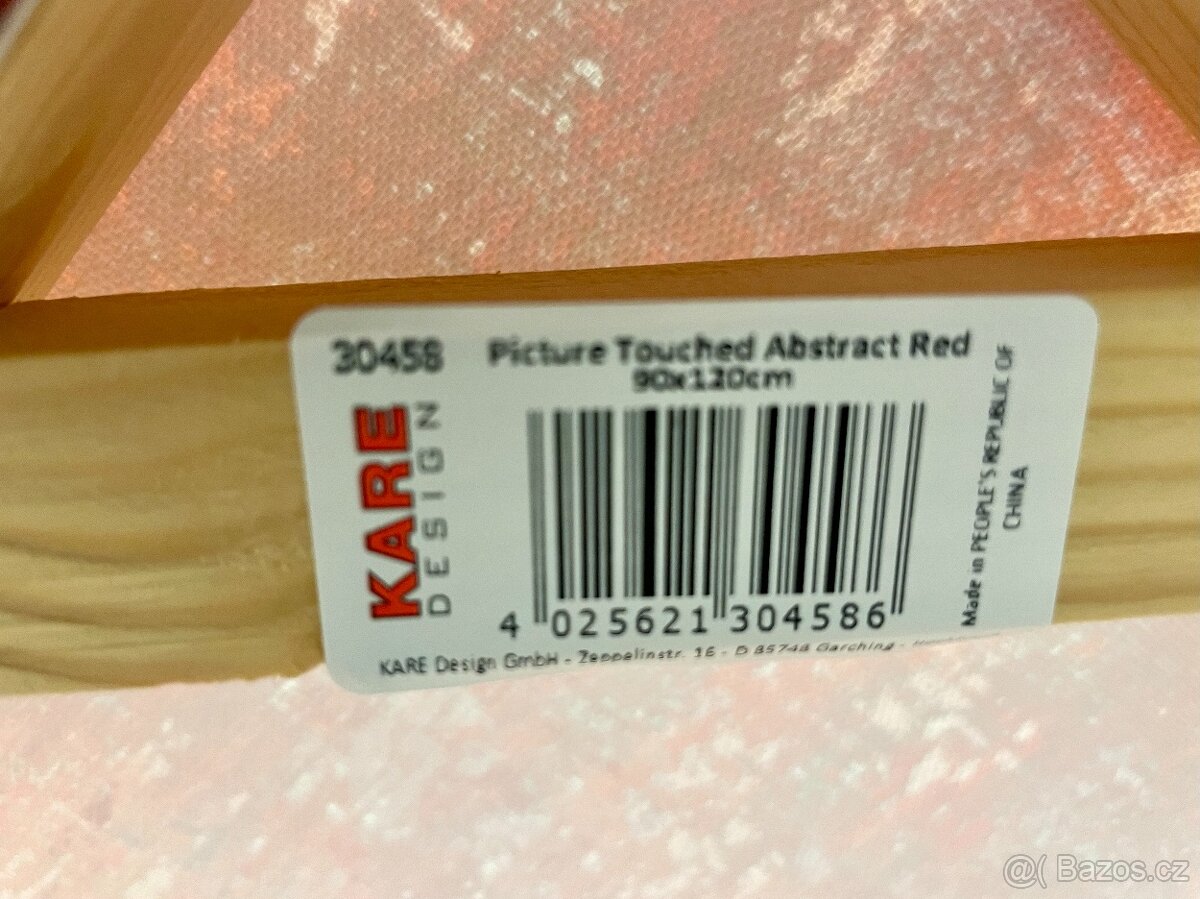 30458
Picture Touched Abstract Red
90x120cm
KARE
DESIGN
4 025621 304586
Made in PEOPLE'S REPUBLIC OF
CHINA
KARE Design GmbH - Zeppelinstr. 16 - D 85748 Garching -
@( Bazos.cz